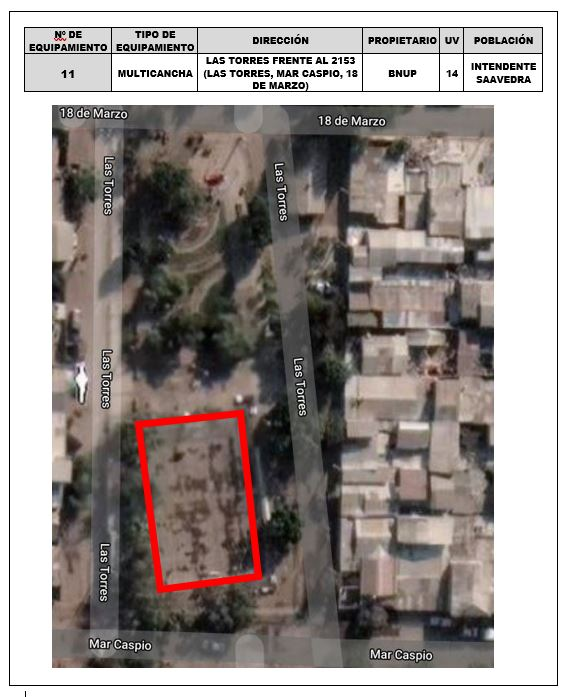 Nº DE EQUIPAMIENTO
TIPO DE EQUIPAMIENTO
DIRECCIÓN
PROPIETARIO
UV
POBLACIÓN
11
MULTICANCHA
LAS TORRES FRENTE AL 2153
(LAS TORRES, MAR CASPIO, 18
DE MARZO)
BNUP
14
INTENDENTE
SAAVEDRA
18 de Marzo
18 de Marzo
Las Torres
Las Torres
Las Torres
Las Torres
Las Torres
Mar Caspio
Mar Caspio